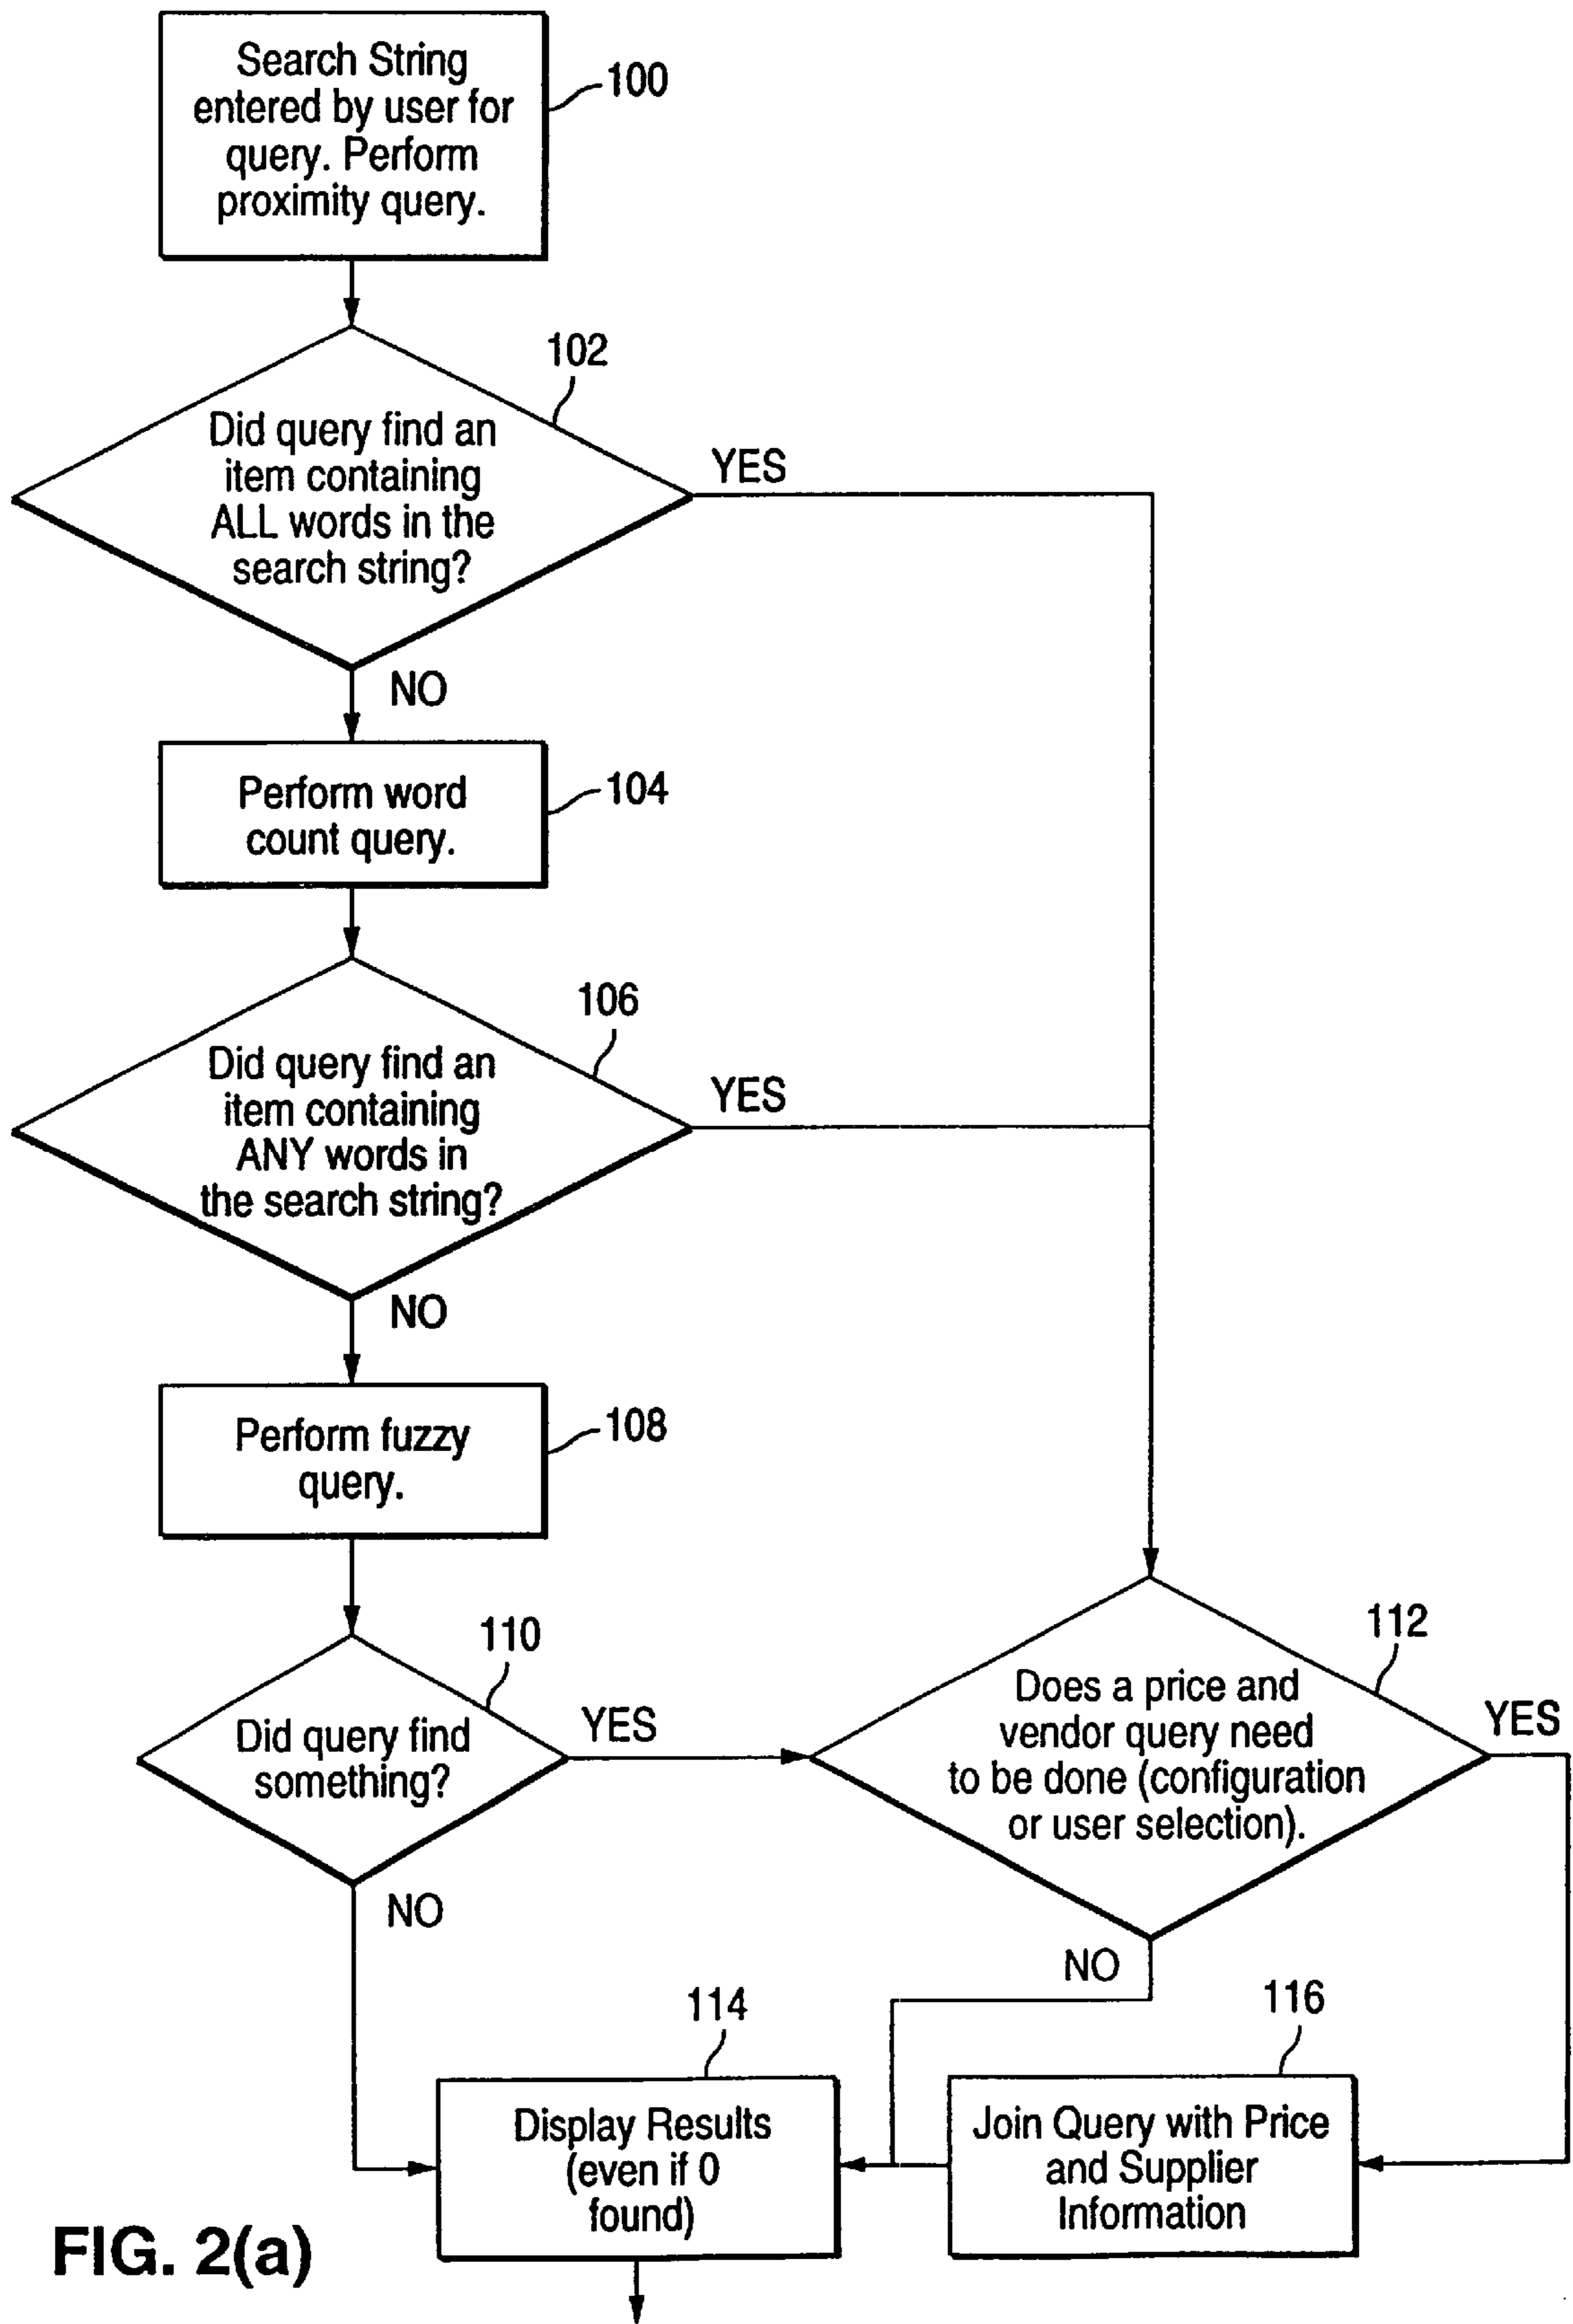 Search String
entered by user for
query. Perform
proximity query.
100
102
Did query find an
item containing
ALL words in the
search string?
YES
NO
Perform word
count query.
104
106
Did query find an
item containing
ANY words in
the search string?
YES
NO
Perform fuzzy
query.
108
110
Did query find
something?
YES
NO
112
Does a price and
vendor query need
to be done (configuration
or user selection).
YES
NO
114
Display Results
(even if 0
found)
116
Join Query with Price
and Supplier
Information
FIG. 2(a)